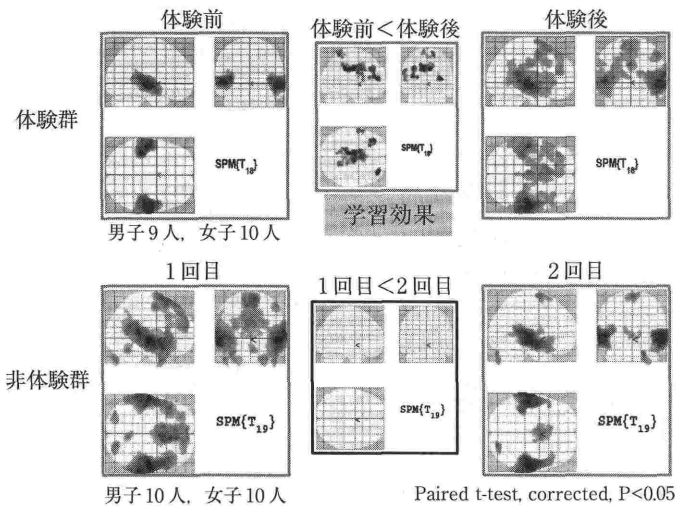 体験前
体験前<体験後
体験後
体験群
SPM{T18}
SPM{T18}
SPM{T18}
男子9人，女子10人
学習効果
1回目
1回目<2回目
2回目
非体験群
SPM{T19}
SPM{T19}
SPM{T19}
男子10人，女子10人
Paired t-test, corrected, P<0.05